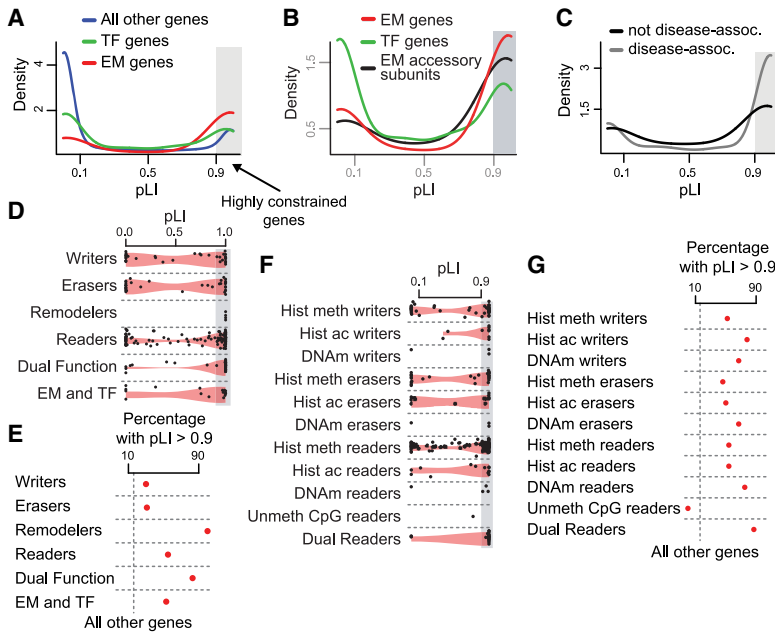 A
All other genes
TF genes
EM genes
Density
4
2
0.1
0.5
0.9
pLI
Highly constrained
genes
B
EM genes
TF genes
EM accessory
subunits
Density
1.5
0.5
0.1
0.5
0.9
pLI
C
not disease-assoc.
disease-assoc.
Density
3.5
1.5
0.1
0.5
0.9
pLI
D
pLI
0.0
0.5
1.0
Writers
Erasers
Remodelers
Readers
Dual Function
EM and TF
E
Percentage
with pLI > 0.9
10
90
Writers
Erasers
Remodelers
Readers
Dual Function
EM and TF
All other genes
F
pLI
0.1
0.9
Hist meth writers
Hist ac writers
DNAm writers
Hist meth erasers
Hist ac erasers
DNAm erasers
Hist meth readers
Hist ac readers
DNAm readers
Unmeth CpG readers
Dual Readers
G
Percentage
with pLI > 0.9
10
90
Hist meth writers
Hist ac writers
DNAm writers
Hist meth erasers
Hist ac erasers
DNAm erasers
Hist meth readers
Hist ac readers
DNAm readers
Unmeth CpG readers
Dual Readers
All other genes